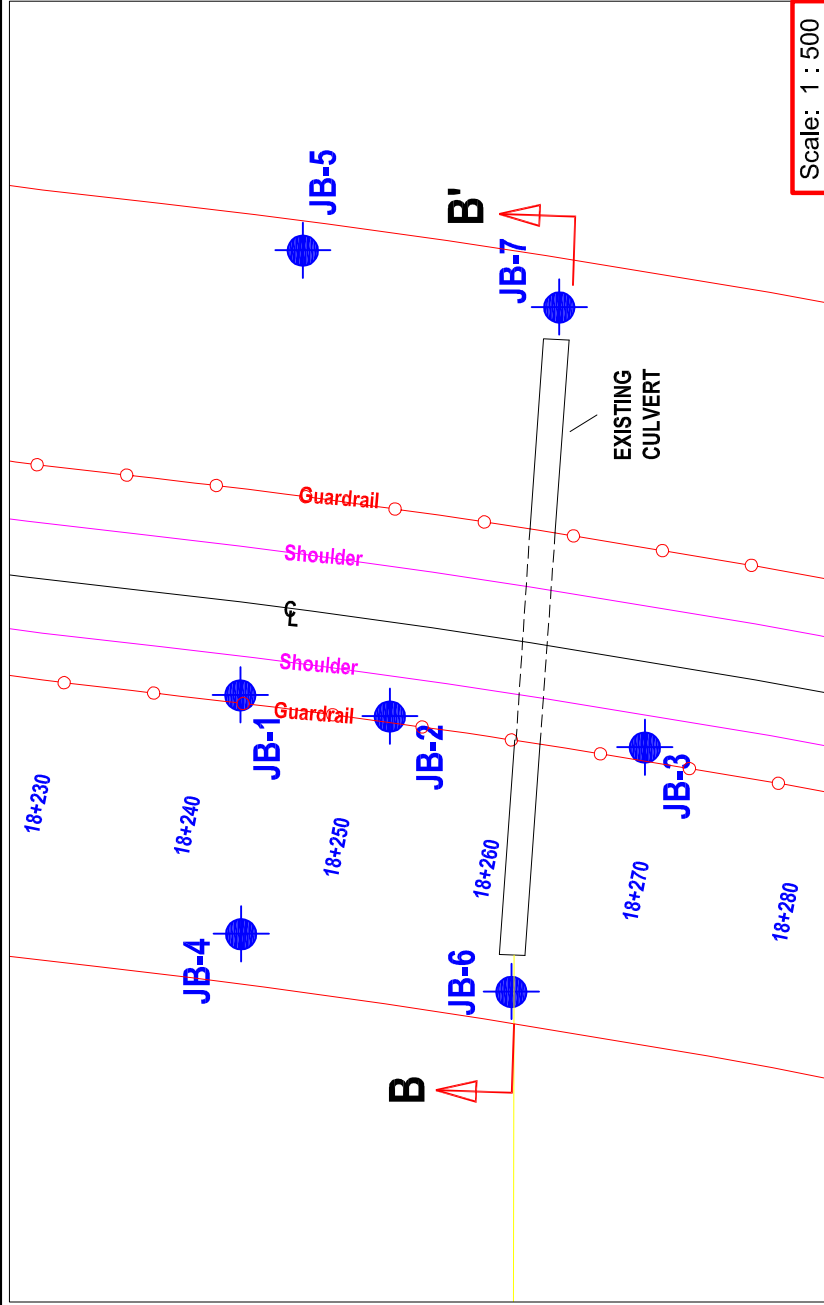 Scale: 1 : 500
JB-5
B'
JB-7
EXISTING
CULVERT
Guardrail
Shoulder
CL
Shoulder
Guardrail
JB-1
JB-2
JB-3
18+230
18+240
18+250
18+260
18+270
18+280
JB-4
JB-6
B